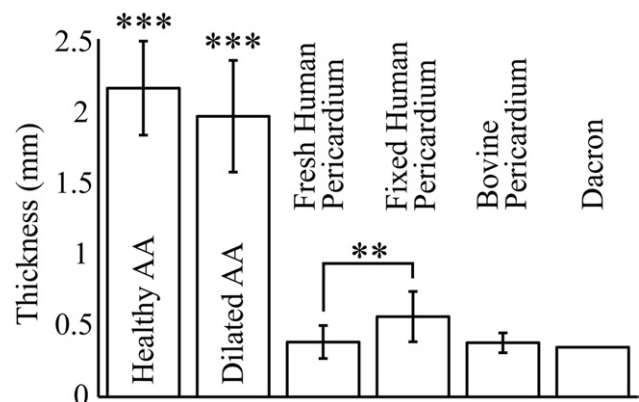 ***
***
2.5
2
1.5
1
0.5
0
Thickness (mm)
Healthy AA
Dilated AA
Fresh Human
Pericardium
Fixed Human
Pericardium
Bovine
Pericardium
Dacron
**